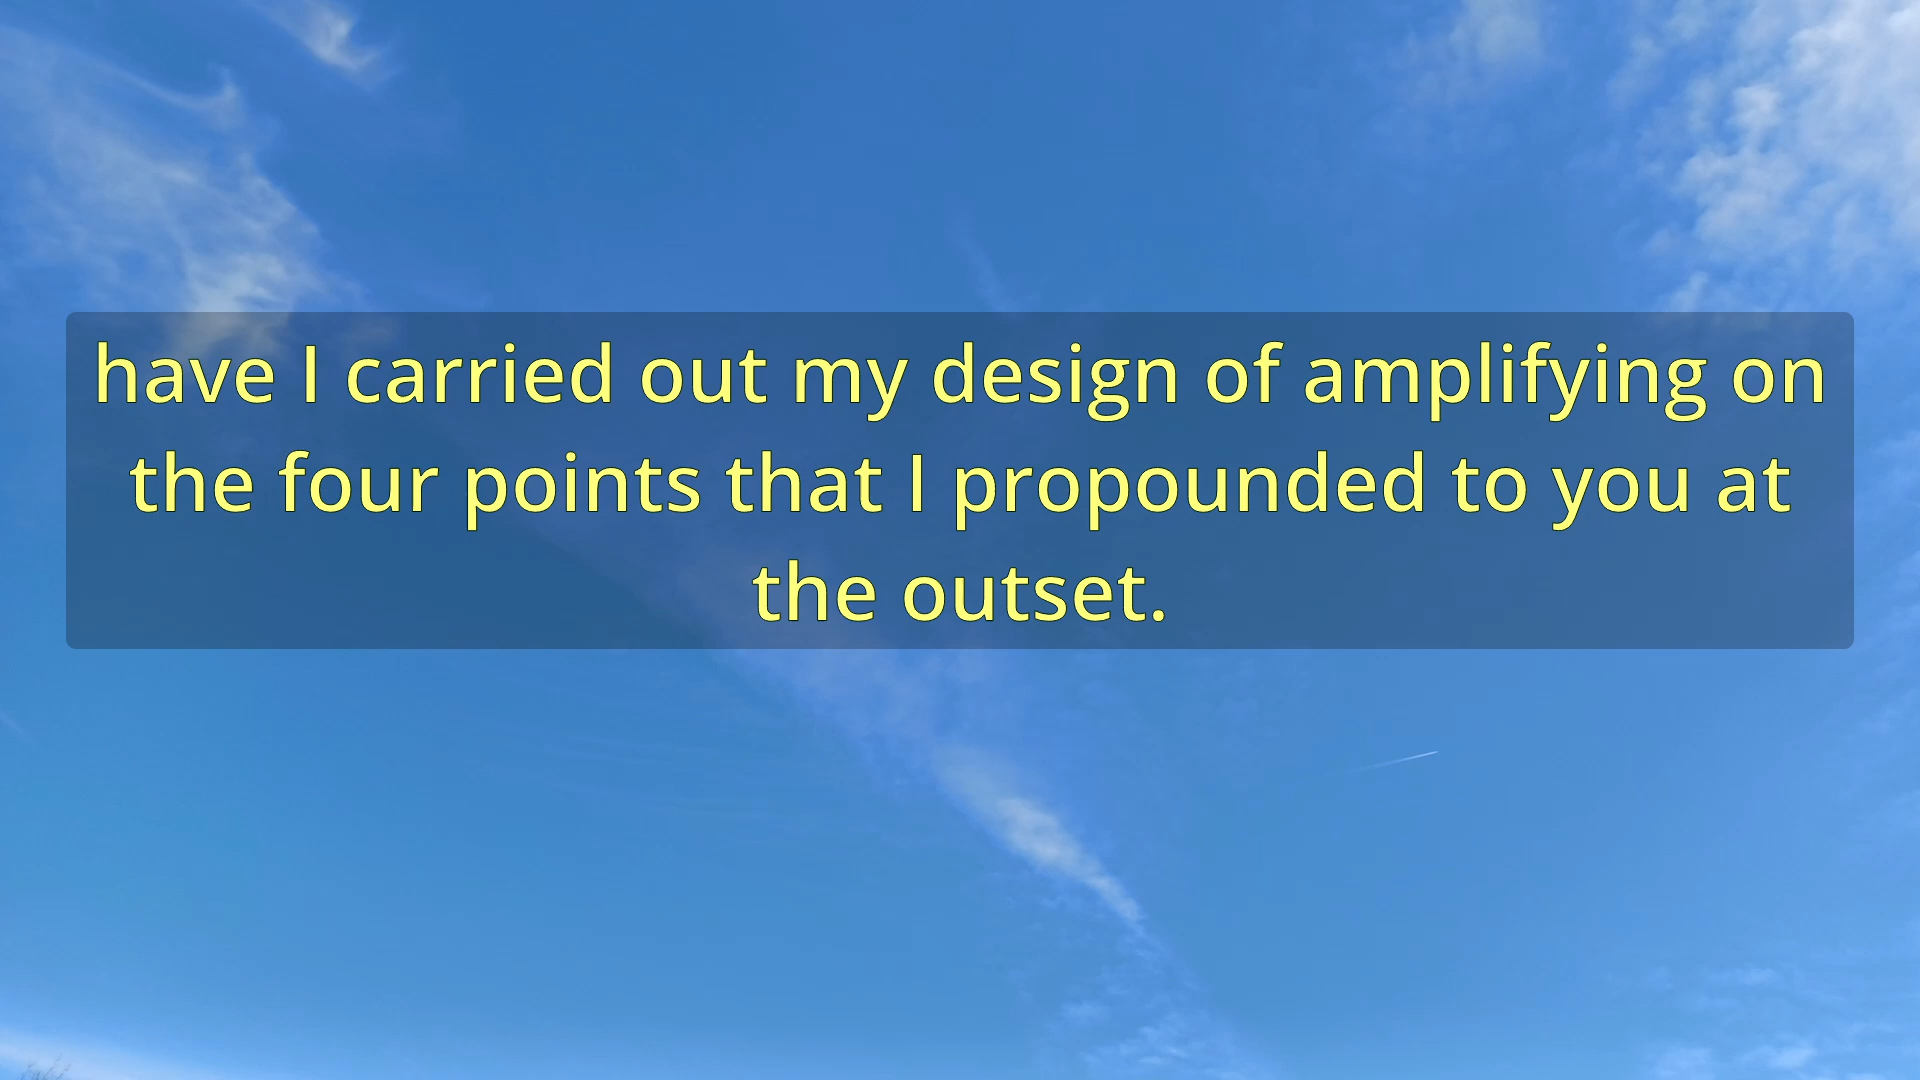 have I carried out my design of amplifying on
the four points that I propounded to you at
the outset.